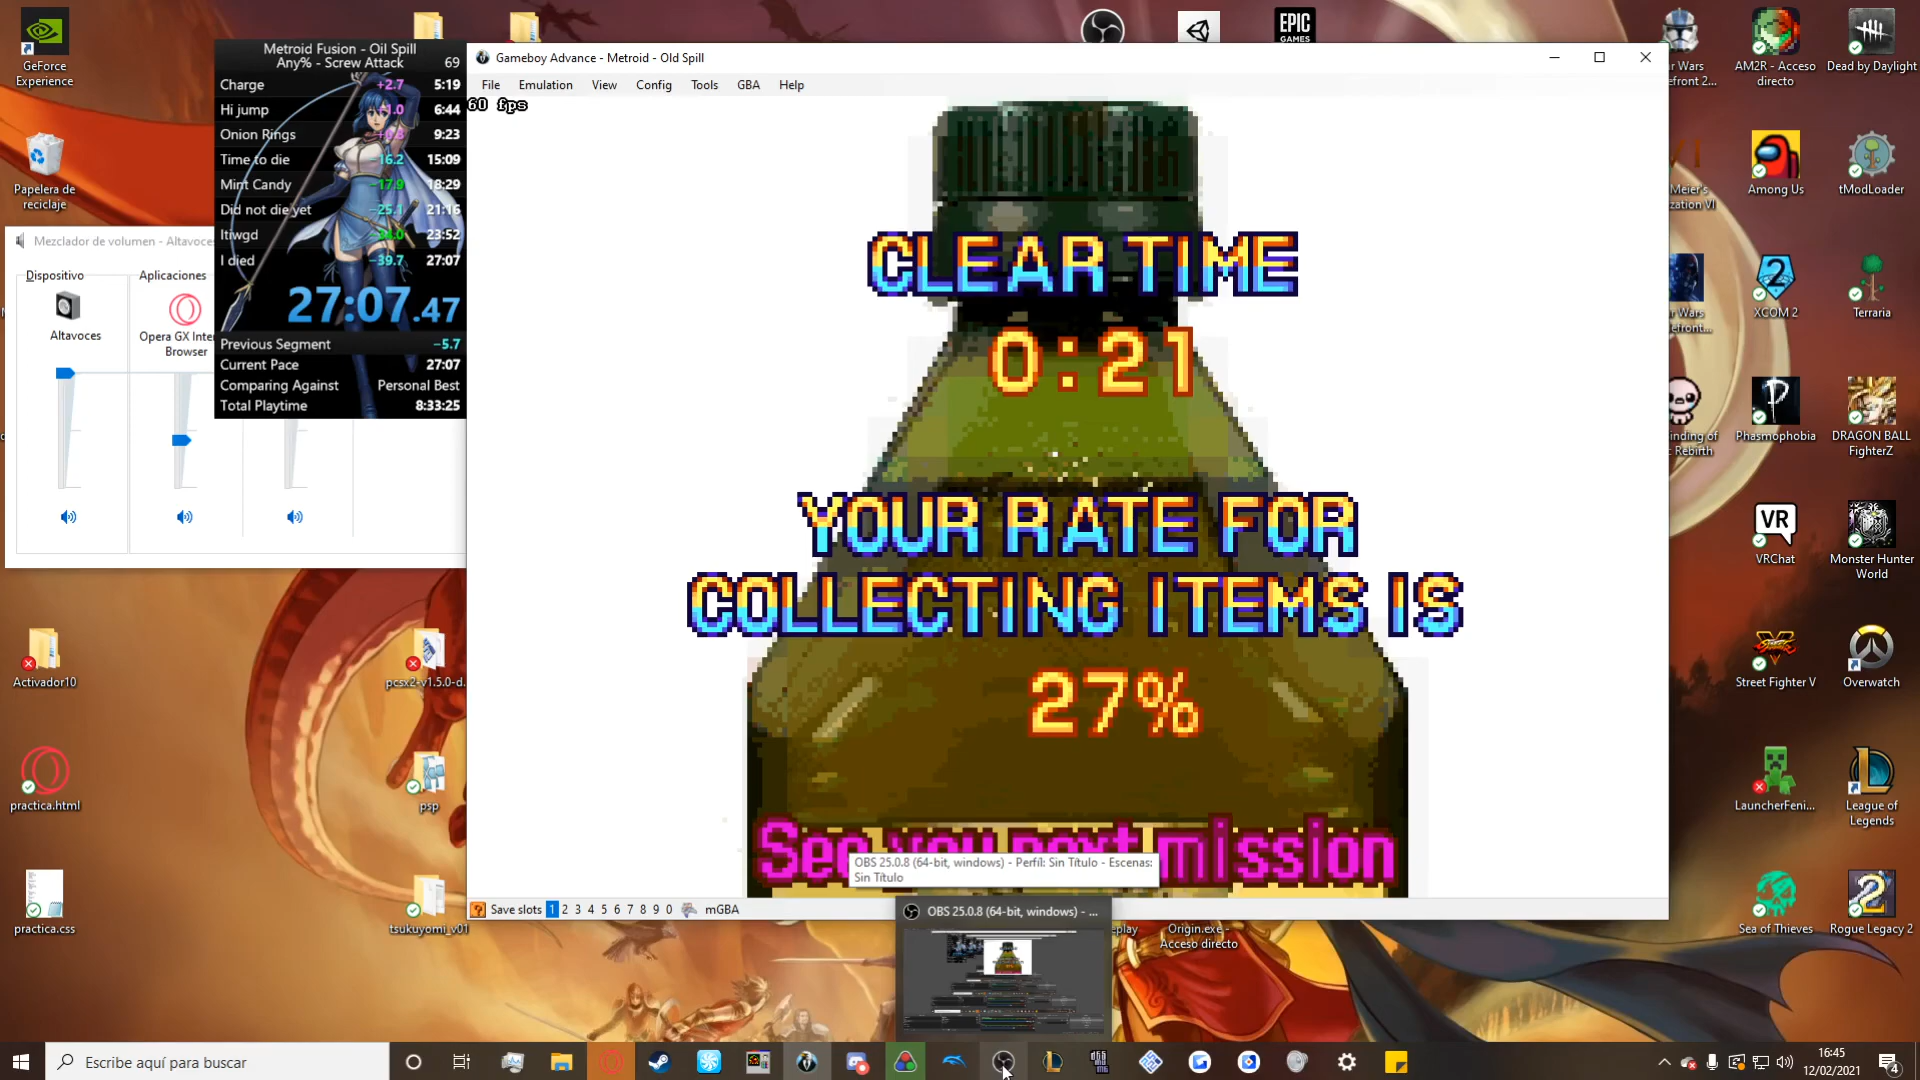 GeForce
Experience
Papelera de
reciclaje
Activador10
practica.html
practica.css
Metroid Fusion - Oil Spill
Any% - Screw Attack 69
Charge +2.7 5:19
Hi jump 6:44
Onion Rings 9:23
Time to die −16.2 15:09
Mint Candy −17.9 18:29
Did not die yet −25.1 21:16
Itiwgd 23:52
I died −39.7 27:07
27:07.47
Previous Segment −5.7
Current Pace 27:07
Comparing Against Personal Best
Total Playtime 8:33:25
Mezclador de volumen - Altavoce
Dispositivo Aplicaciones
Altavoces
Opera GX Inter
Browser
Gameboy Advance - Metroid - Old Spill
File Emulation View Config Tools GBA Help
60 fps
CLEAR TIME
0:21
YOUR RATE FOR
COLLECTING ITEMS IS
27%
See you next mission
OBS 25.0.8 (64-bit, windows) - Perfil: Sin Título - Escenas:
Sin Título
Save slots 1 2 3 4 5 6 7 8 9 0 mGBA
OBS 25.0.8 (64-bit, windows) - ...
pcsx2-v1.5.0-d...
psp
tsukuyomi_v01
EPIC
GAMES
Origin.exe -
Acceso directo
AM2R - Acceso
directo
Dead by Daylight
Among Us
tModLoader
XCOM 2
Terraria
Phasmophobia
DRAGON BALL
FighterZ
VR
VRChat
Monster Hunter
World
Street Fighter V
Overwatch
LauncherFeni...
League of
Legends
Sea of Thieves
Rogue Legacy 2
Escribe aquí para buscar
16:45
12/02/2021
4